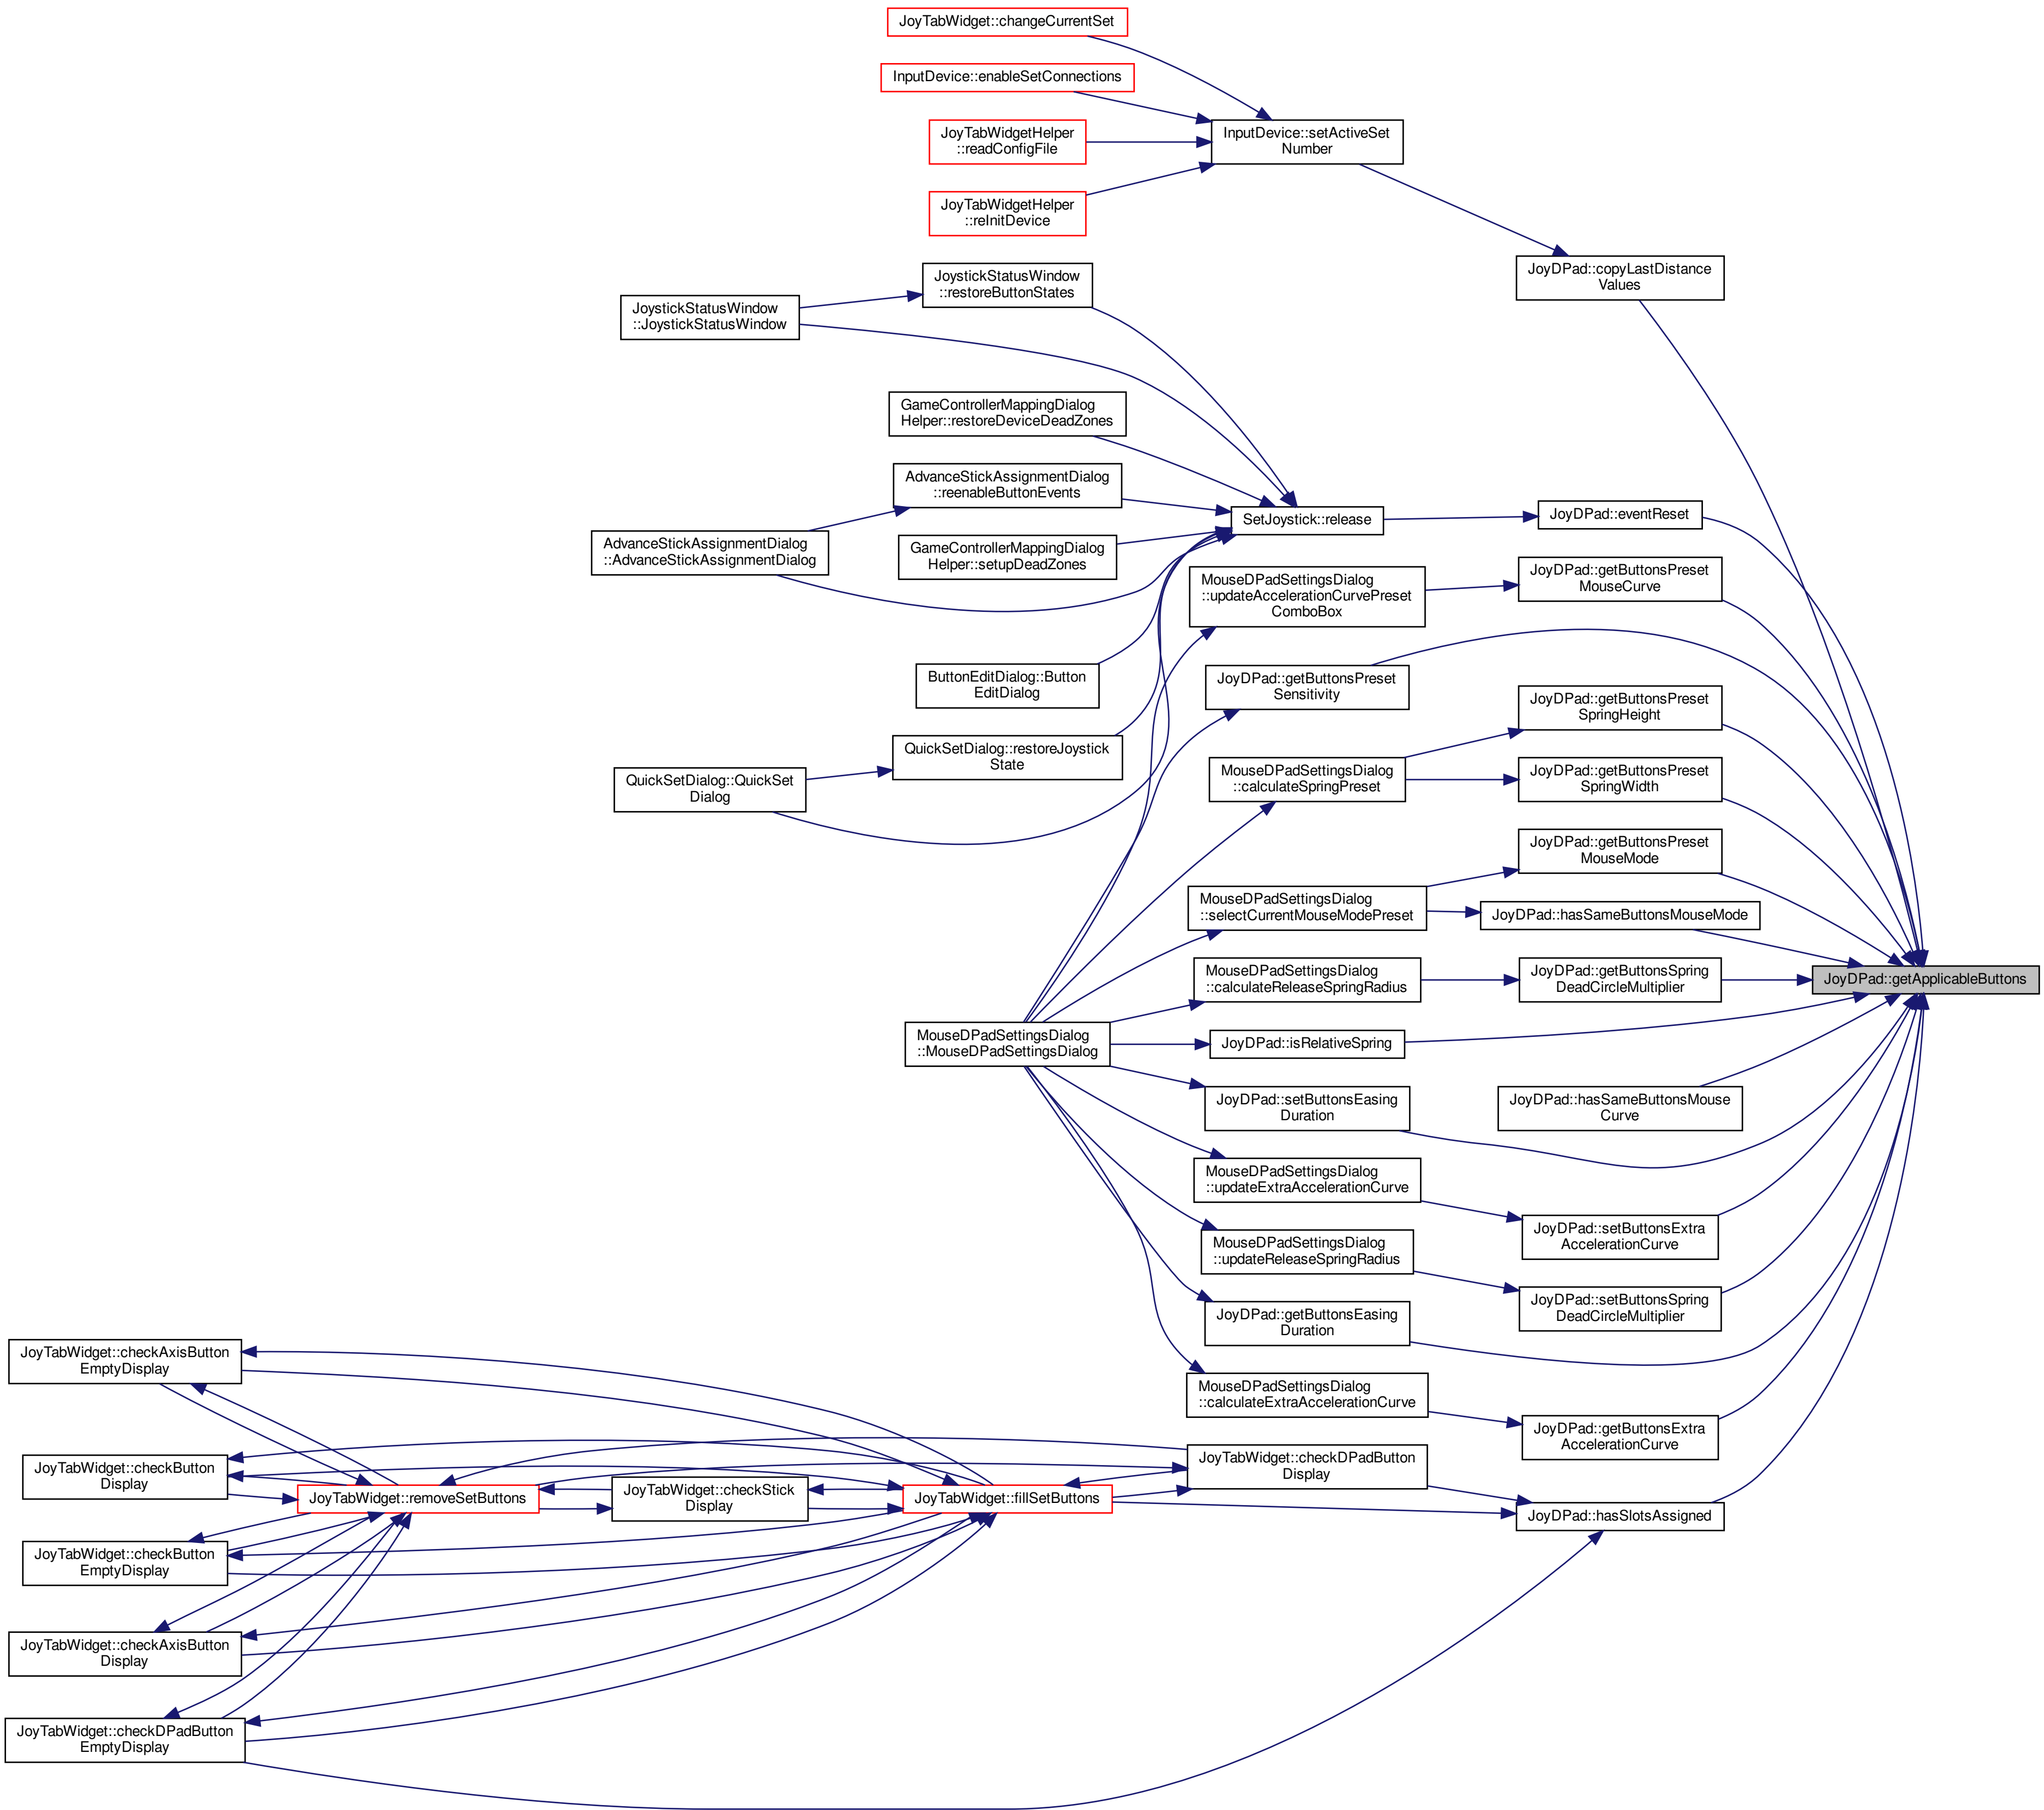 JoyTabWidget::changeCurrentSet
InputDevice::enableSetConnections
JoyTabWidgetHelper
::readConfigFile
InputDevice::setActiveSet
Number
JoyTabWidgetHelper
::reInitDevice
JoyDPad::copyLastDistance
Values
JoystickStatusWindow
::restoreButtonStates
JoystickStatusWindow
::JoystickStatusWindow
GameControllerMappingDialog
Helper::restoreDeviceDeadZones
AdvanceStickAssignmentDialog
::reenableButtonEvents
SetJoystick::release
JoyDPad::eventReset
AdvanceStickAssignmentDialog
::AdvanceStickAssignmentDialog
GameControllerMappingDialog
Helper::setupDeadZones
MouseDPadSettingsDialog
::updateAccelerationCurvePreset
ComboBox
JoyDPad::getButtonsPreset
MouseCurve
ButtonEditDialog::Button
EditDialog
JoyDPad::getButtonsPreset
Sensitivity
JoyDPad::getButtonsPreset
SpringHeight
QuickSetDialog::restoreJoystick
State
QuickSetDialog::QuickSet
Dialog
MouseDPadSettingsDialog
::calculateSpringPreset
JoyDPad::getButtonsPreset
SpringWidth
JoyDPad::getButtonsPreset
MouseMode
MouseDPadSettingsDialog
::selectCurrentMouseModePreset
JoyDPad::hasSameButtonsMouseMode
MouseDPadSettingsDialog
::calculateReleaseSpringRadius
JoyDPad::getButtonsSpring
DeadCircleMultiplier
JoyDPad::getApplicableButtons
MouseDPadSettingsDialog
::MouseDPadSettingsDialog
JoyDPad::isRelativeSpring
JoyDPad::setButtonsEasing
Duration
JoyDPad::hasSameButtonsMouse
Curve
MouseDPadSettingsDialog
::updateExtraAccelerationCurve
JoyDPad::setButtonsExtra
AccelerationCurve
MouseDPadSettingsDialog
::updateReleaseSpringRadius
JoyDPad::setButtonsSpring
DeadCircleMultiplier
JoyDPad::getButtonsEasing
Duration
JoyTabWidget::checkAxisButton
EmptyDisplay
MouseDPadSettingsDialog
::calculateExtraAccelerationCurve
JoyDPad::getButtonsExtra
AccelerationCurve
JoyTabWidget::checkButton
Display
JoyTabWidget::removeSetButtons
JoyTabWidget::checkStick
Display
JoyTabWidget::fillSetButtons
JoyTabWidget::checkDPadButton
Display
JoyDPad::hasSlotsAssigned
JoyTabWidget::checkButton
EmptyDisplay
JoyTabWidget::checkAxisButton
Display
JoyTabWidget::checkDPadButton
EmptyDisplay